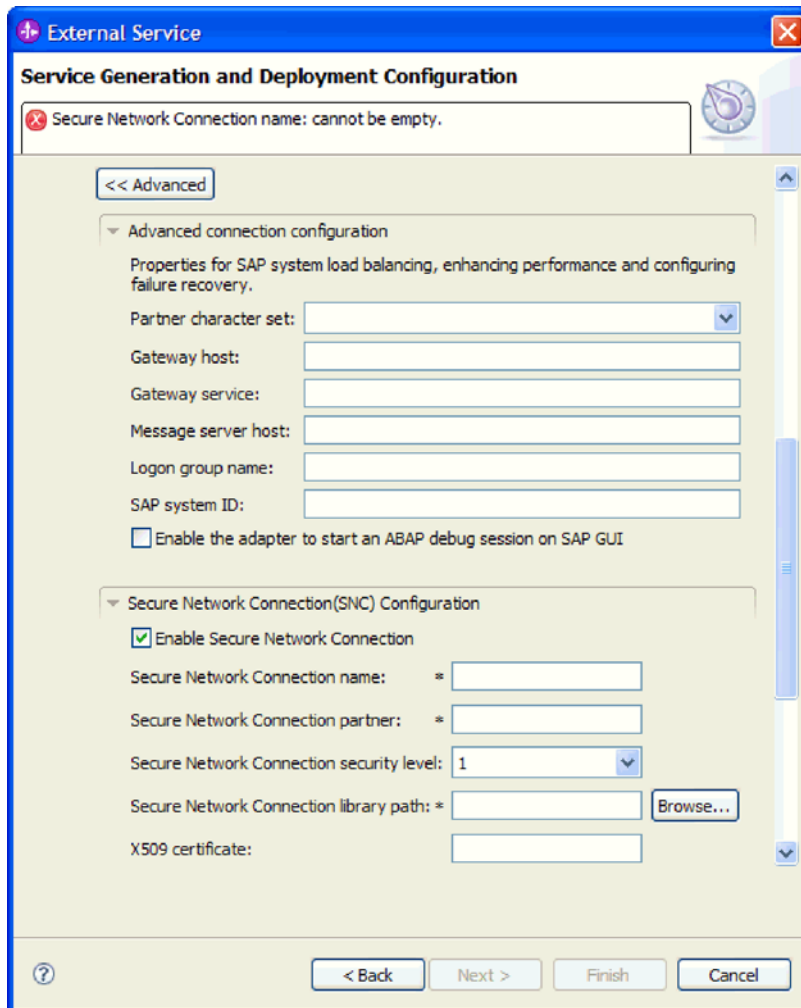 External Service
Service Generation and Deployment Configuration
Secure Network Connection name: cannot be empty.
<< Advanced
Advanced connection configuration
Properties for SAP system load balancing, enhancing performance and configuring
failure recovery.
Partner character set:
Gateway host:
Gateway service:
Message server host:
Logon group name:
SAP system ID:
Enable the adapter to start an ABAP debug session on SAP GUI
Secure Network Connection(SNC) Configuration
Enable Secure Network Connection
Secure Network Connection name: *
Secure Network Connection partner: *
Secure Network Connection security level: 1
Secure Network Connection library path: * Browse...
X509 certificate:
? < Back Next > Finish Cancel